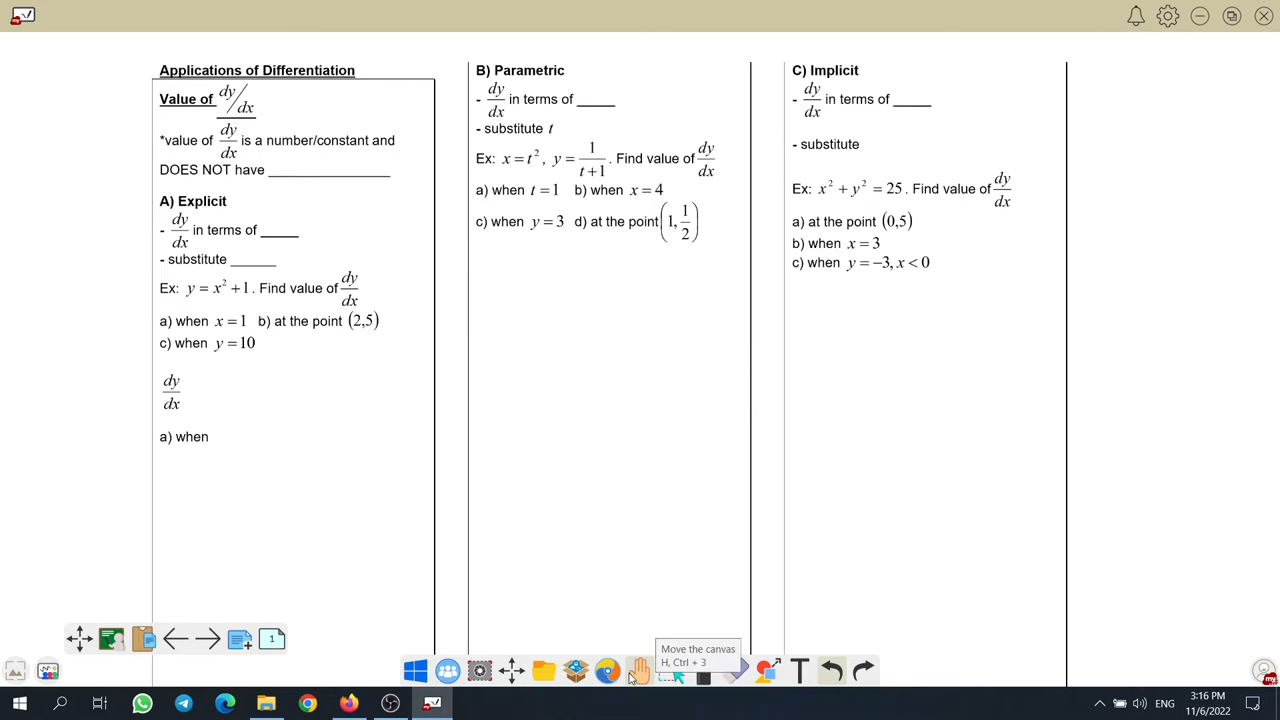 Applications of Differentiation
Value of dy/dx
*value of dy/dx is a number/constant and
DOES NOT have ________________
A) Explicit
- dy/dx in terms of _____
- substitute ______
Ex: y = x² + 1. Find value of dy/dx
a) when x = 1 b) at the point (2,5)
c) when y = 10
dy/dx
a) when
B) Parametric
- dy/dx in terms of _____
- substitute t
Ex: x = t², y = 1/(t+1). Find value of dy/dx
a) when t = 1 b) when x = 4
c) when y = 3 d) at the point (1, 1/2)
C) Implicit
- dy/dx in terms of _____
- substitute
Ex: x² + y² = 25. Find value of dy/dx
a) at the point (0,5)
b) when x = 3
c) when y = −3, x < 0
1
Move the canvas
H, Ctrl + 3
T
ENG
3:16 PM
11/6/2022